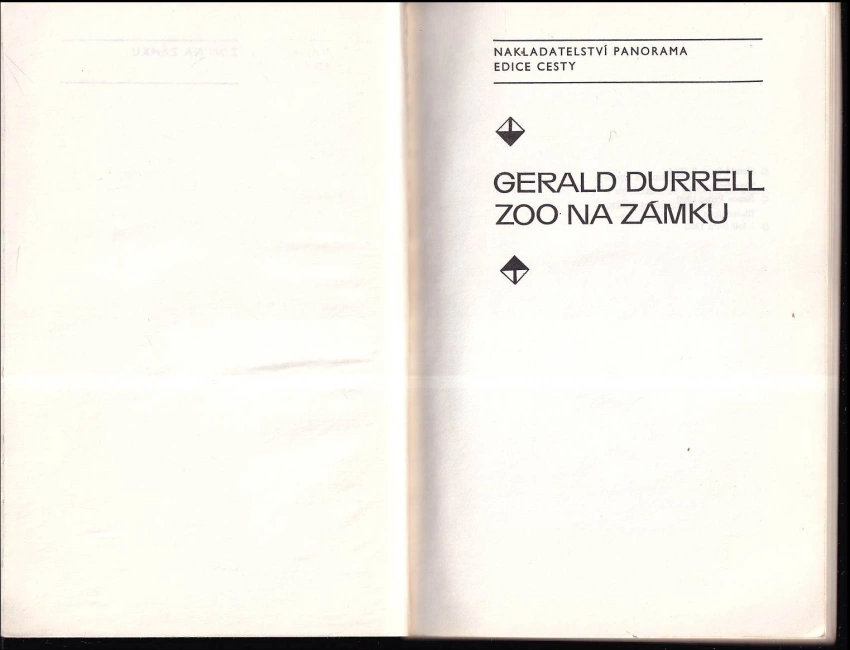 NAKLADATELSTVÍ PANORAMA
EDICE CESTY
GERALD DURRELL
ZOO NA ZÁMKU